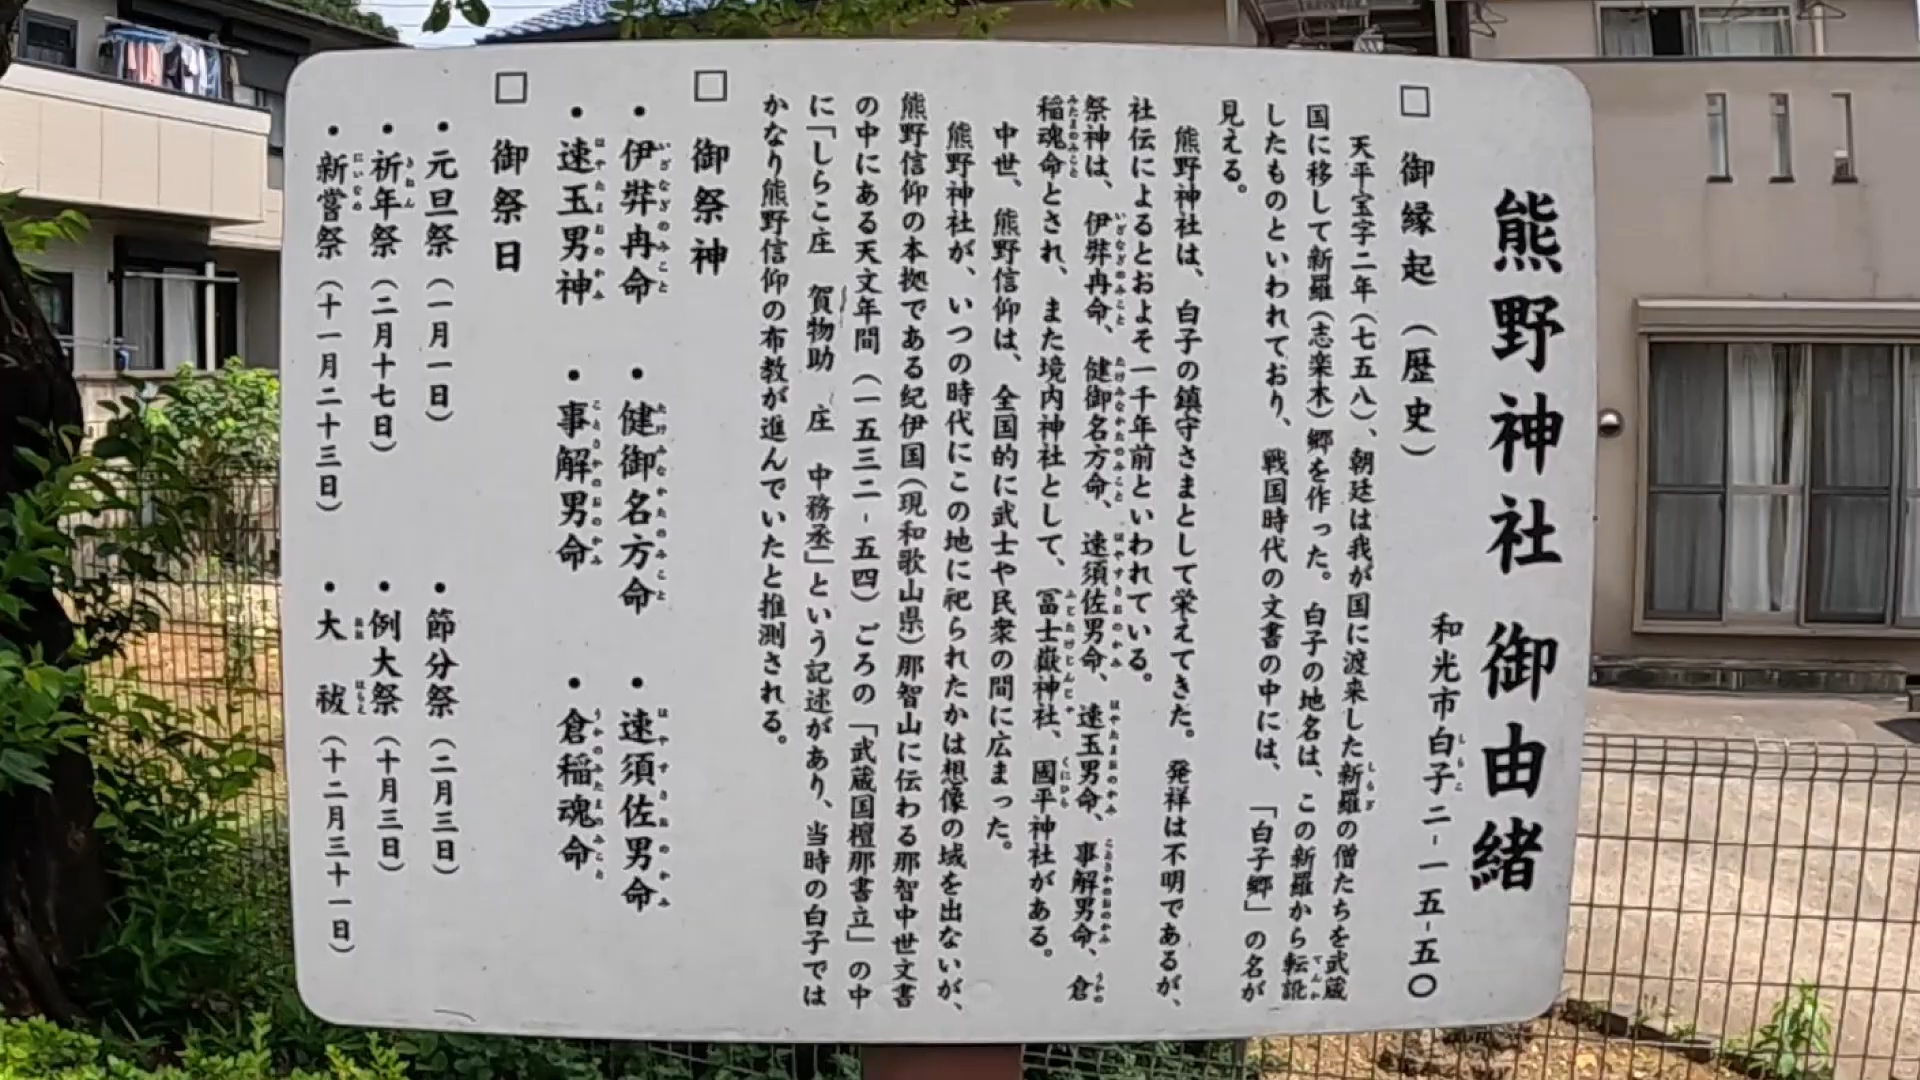 熊野神社 御由緒
和光市白子二-一五-五〇
□ 御縁起（歴史）
天平宝字二年（七五八）、朝廷は我が国に渡来した新羅の僧たちを武蔵
国に移して新羅（志楽木）郷を作った。白子の地名は、この新羅から転訛
したものといわれており、戦国時代の文書の中には、「白子郷」の名が
見える。
熊野神社は、白子の鎮守さまとして栄えてきた。発祥は不明であるが、
社伝によるとおよそ一千年前といわれている。
祭神は、伊弉冉命、健御名方命、速須佐男命、速玉男命、事解男命、倉
稲魂命とされ、また境内神社として、冨士嶽神社、國平神社がある。
中世、熊野信仰は、全国的に武士や民衆の間に広まった。
熊野神社が、いつの時代にこの地に祀られたかは想像の域を出ないが、
熊野信仰の本拠である紀伊国（現和歌山県）那智山に伝わる那智中世文書
の中にある天文年間（一五三二-五四）ごろの「武蔵国檀那書立」の中
に「しらこ庄 賀物助 庄 中務丞」という記述があり、当時の白子では
かなり熊野信仰の布教が進んでいたと推測される。
□ 御祭神
・伊弉冉命 ・健御名方命 ・速須佐男命
・速玉男神 ・事解男命 ・倉稲魂命
□ 御祭日
・元旦祭（一月一日） ・節分祭（二月三日）
・祈年祭（二月十七日） ・例大祭（十月三日）
・新嘗祭（十一月二十三日） ・大祓（十二月三十一日）